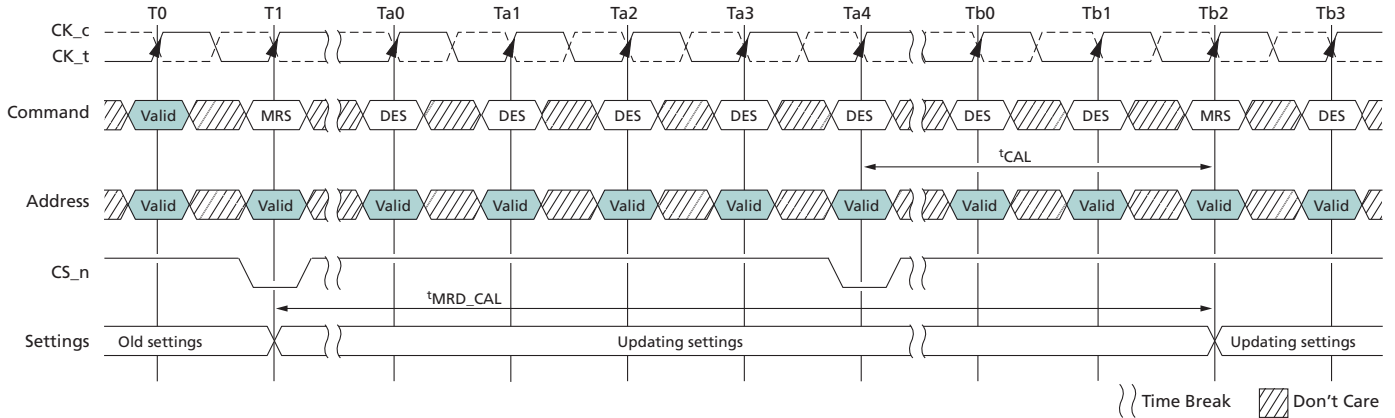 T0 T1 Ta0 Ta1 Ta2 Ta3 Ta4 Tb0 Tb1 Tb2 Tb3
CK_c
CK_t
Command Valid MRS DES DES DES DES DES DES DES MRS DES
tCAL
Address Valid Valid Valid Valid Valid Valid Valid Valid Valid Valid Valid
CS_n
tMRD_CAL
Settings Old settings Updating settings Updating settings
Time Break Don't Care